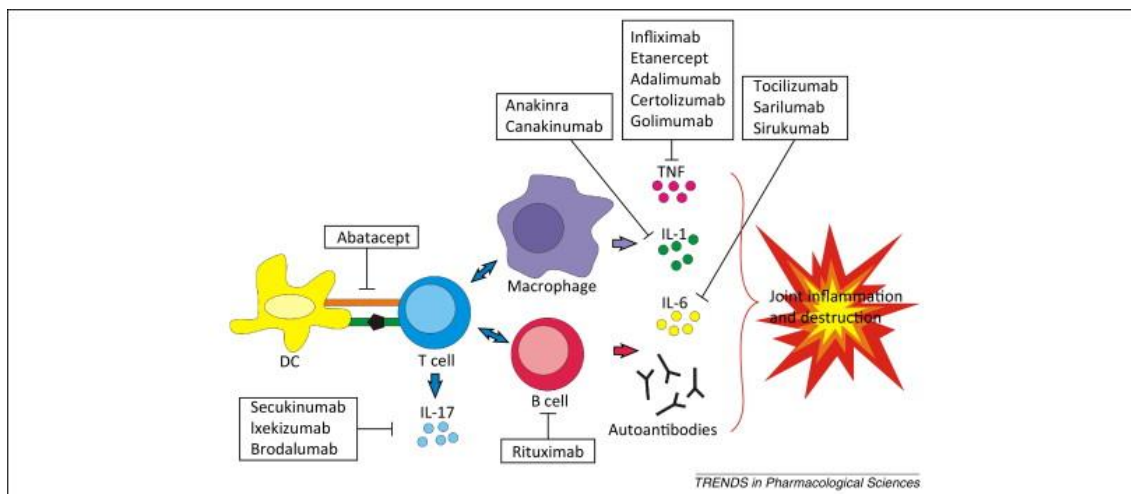 Infliximab
Etanercept
Adalimumab
Certolizumab
Golimumab
Tocilizumab
Sarilumab
Sirukumab
Anakinra
Canakinumab
TNF
Abatacept
IL-1
Macrophage
IL-6
Joint inflammation
and destruction
DC
T cell
IL-17
B cell
Autoantibodies
Secukinumab
Ixekizumab
Brodalumab
Rituximab
TRENDS in Pharmacological Sciences